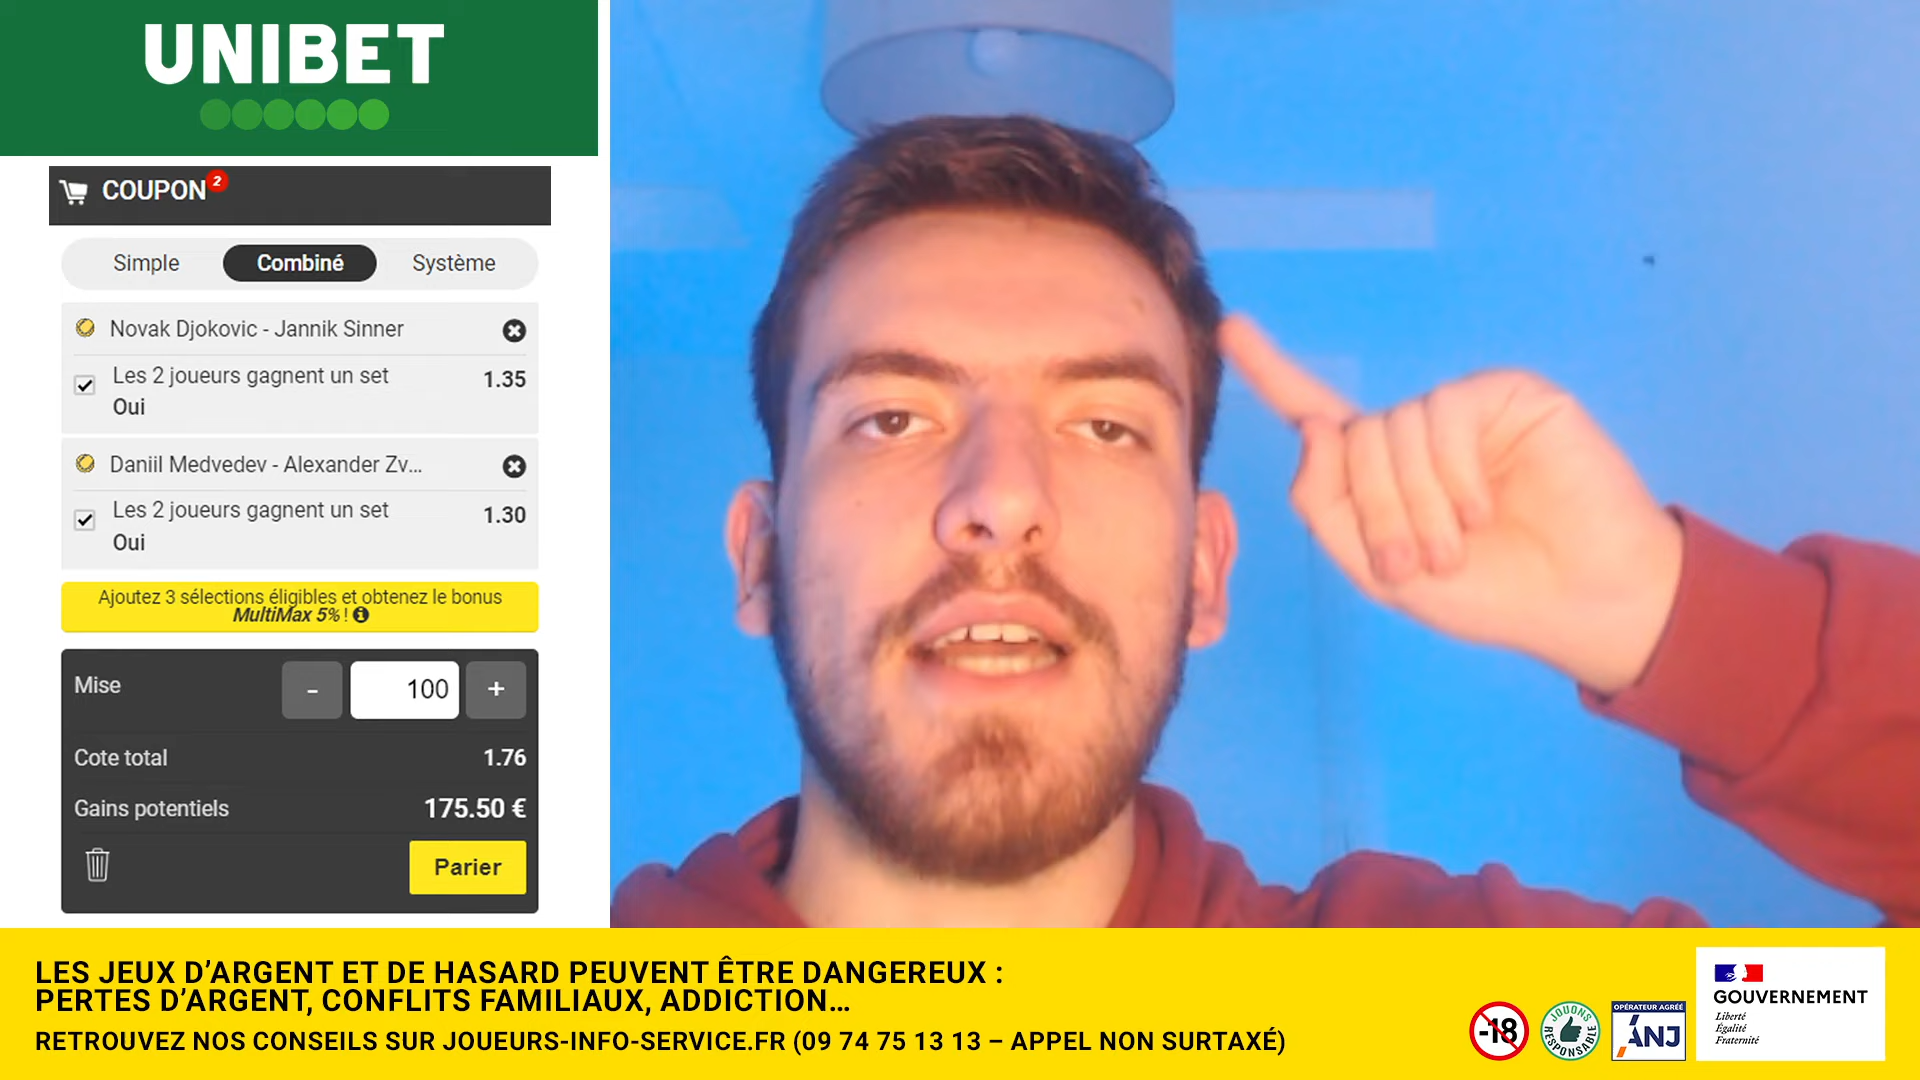 UNIBET
COUPON 2
Simple Combiné Système
Novak Djokovic - Jannik Sinner
Les 2 joueurs gagnent un set 1.35
Oui
Daniil Medvedev - Alexander Zv...
Les 2 joueurs gagnent un set 1.30
Oui
Ajoutez 3 sélections éligibles et obtenez le bonus
MultiMax 5% !
Mise - 100 +
Cote total 1.76
Gains potentiels 175.50 €
Parier
LES JEUX D’ARGENT ET DE HASARD PEUVENT ÊTRE DANGEREUX :
PERTES D’ARGENT, CONFLITS FAMILIAUX, ADDICTION…
RETROUVEZ NOS CONSEILS SUR JOUEURS-INFO-SERVICE.FR (09 74 75 13 13 – APPEL NON SURTAXÉ)
-18
JOUONS
RESPONSABLE
OPÉRATEUR AGRÉÉ
ANJ
GOUVERNEMENT
Liberté
Égalité
Fraternité